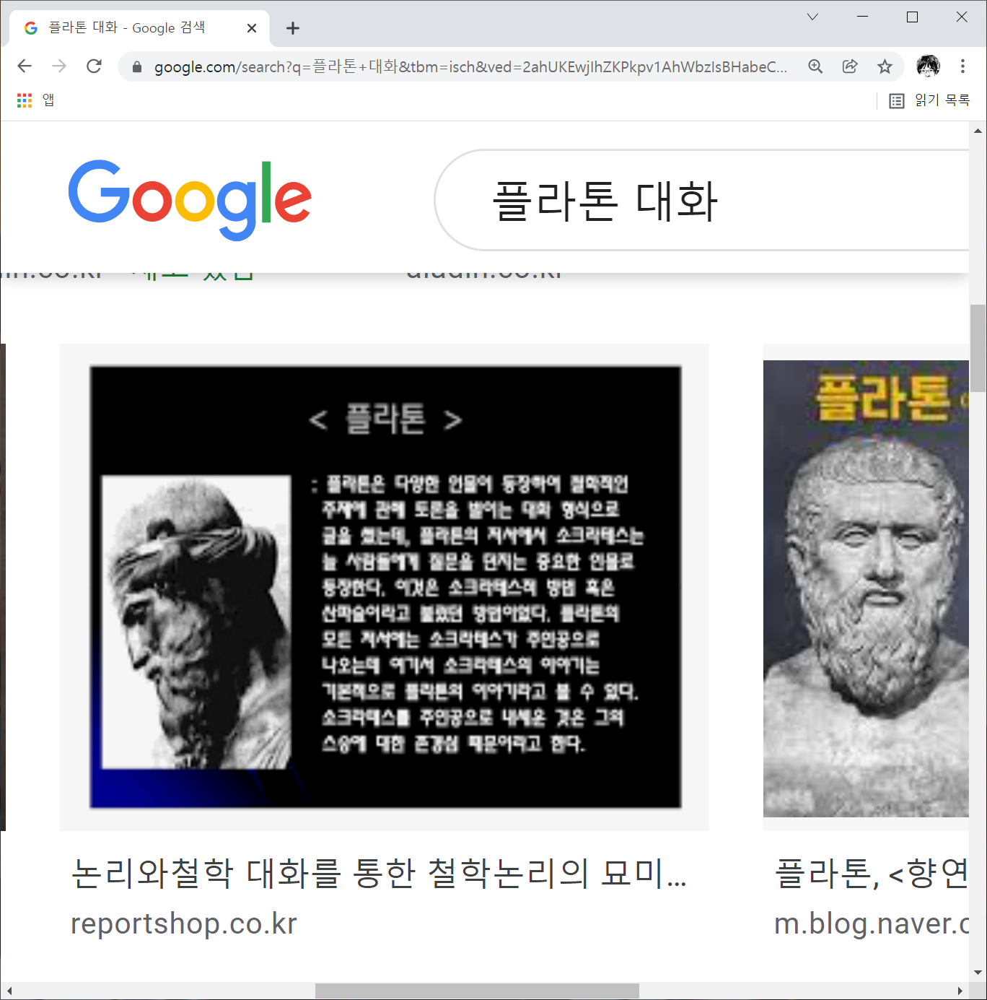 플라톤 대화 - Google 검색
google.com/search?q=플라톤+대화&tbm=isch&ved=2ahUKEwjIhZKPkpv1AhWbzIsBHabeC...
앱
읽기 목록
Google
플라톤 대화
aladin.co.kr
< 플라톤 >
: 플라톤은 다양한 인물이 등장하여 철학적인
주제에 관해 토론을 벌이는 대화 형식으로
글을 썼는데, 플라톤의 저서에서 소크라테스는
늘 사람들에게 질문을 던지는 중요한 인물로
등장한다. 이것은 소크라테스적 방법 혹은
산파술이라고 불렸던 방법이었다. 플라톤의
모든 저서에는 소크라테스가 주인공으로
나오는데 여기서 소크라테스의 이야기는
기본적으로 플라톤의 이야기라고 볼 수 있다.
소크라테스를 주인공으로 내세운 것은 그의
스승에 대한 존경심 때문이라고 한다.
플라톤
논리와철학 대화를 통한 철학논리의 묘미...
reportshop.co.kr
플라톤, <향연
m.blog.naver.c